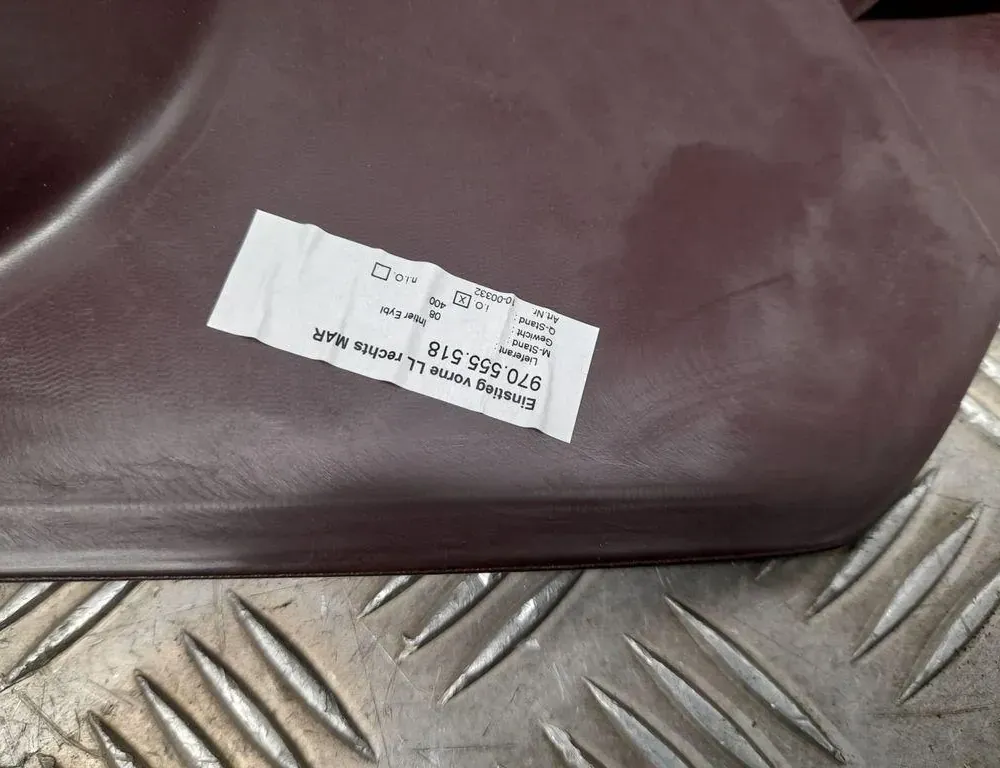 Einstieg vorne LL rechts MAR
970.555.518
Lieferant: Intier Eybl
M-Stand : 08
Gewicht : 400
Q-Stand : i.O. [X] n.i.O. [ ]
Art.Nr : 10-00332